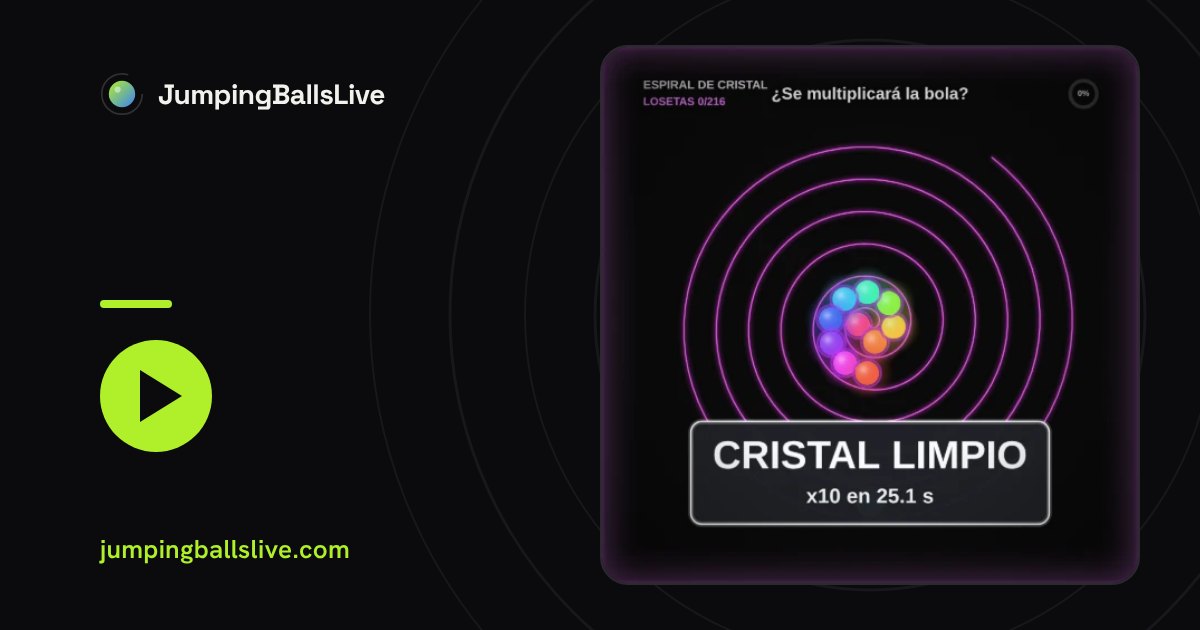 JumpingBallsLive
ESPIRAL DE CRISTAL
LOSETAS 0/216
¿Se multiplicará la bola?
0%
CRISTAL LIMPIO
x10 en 25.1 s
jumpingballslive.com